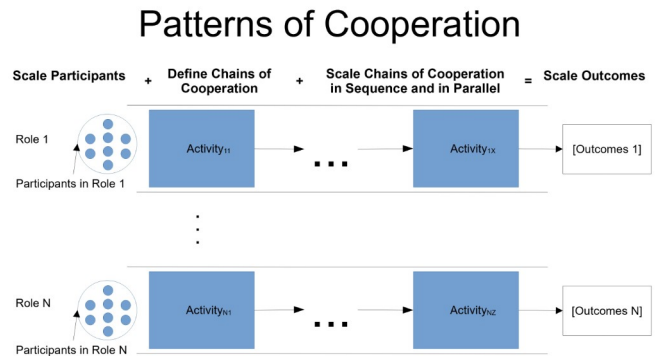 Patterns of Cooperation
Scale Participants + Define Chains of + Scale Chains of Cooperation = Scale Outcomes
Cooperation in Sequence and in Parallel
Role 1
Activity11 ... Activity1X [Outcomes 1]
Participants in Role 1
Role N
ActivityN1 ... ActivityNZ [Outcomes N]
Participants in Role N